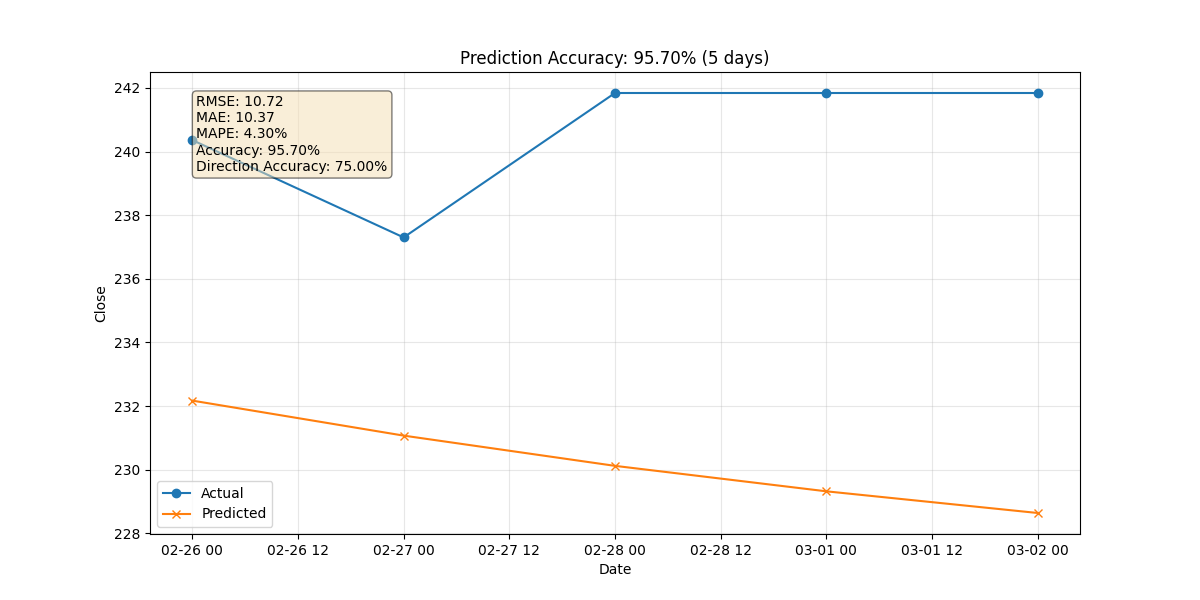 Prediction Accuracy: 95.70% (5 days)
RMSE: 10.72
MAE: 10.37
MAPE: 4.30%
Accuracy: 95.70%
Direction Accuracy: 75.00%
Close
242
240
238
236
234
232
230
228
Actual
Predicted
02-26 00 02-26 12 02-27 00 02-27 12 02-28 00 02-28 12 03-01 00 03-01 12 03-02 00
Date